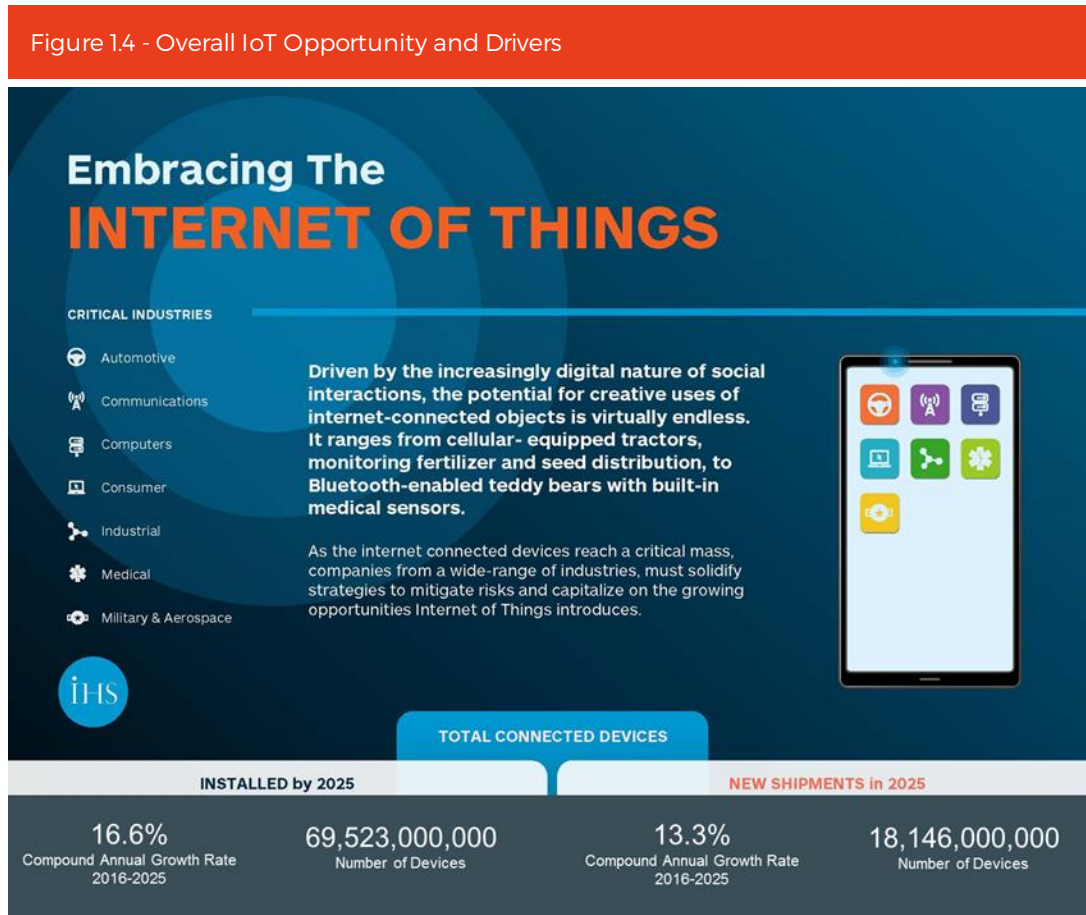 Figure 1.4 - Overall IoT Opportunity and Drivers
Embracing The
INTERNET OF THINGS
CRITICAL INDUSTRIES
Automotive
Communications
Computers
Consumer
Industrial
Medical
Military & Aerospace
Driven by the increasingly digital nature of social
interactions, the potential for creative uses of
internet-connected objects is virtually endless.
It ranges from cellular- equipped tractors,
monitoring fertilizer and seed distribution, to
Bluetooth-enabled teddy bears with built-in
medical sensors.
As the internet connected devices reach a critical mass,
companies from a wide-range of industries, must solidify
strategies to mitigate risks and capitalize on the growing
opportunities Internet of Things introduces.
iHS
TOTAL CONNECTED DEVICES
INSTALLED by 2025
16.6%
Compound Annual Growth Rate
2016-2025
69,523,000,000
Number of Devices
NEW SHIPMENTS in 2025
13.3%
Compound Annual Growth Rate
2016-2025
18,146,000,000
Number of Devices